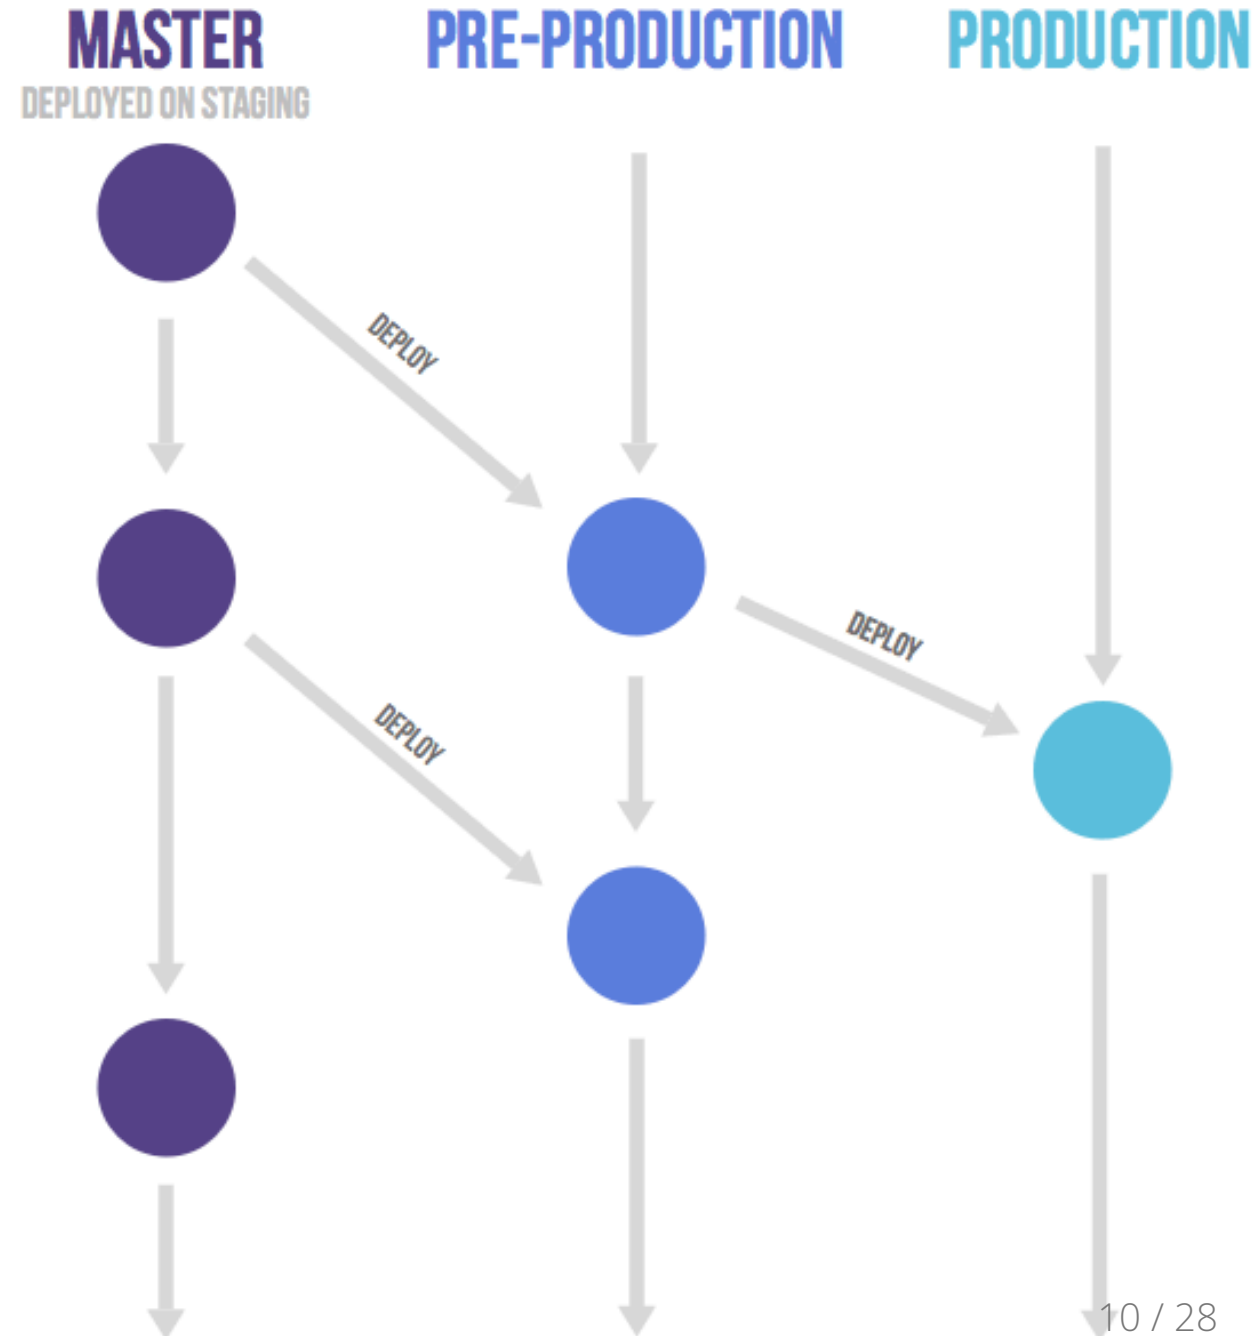 MASTER
DEPLOYED ON STAGING
PRE-PRODUCTION
PRODUCTION
DEPLOY
DEPLOY
DEPLOY
10 / 28